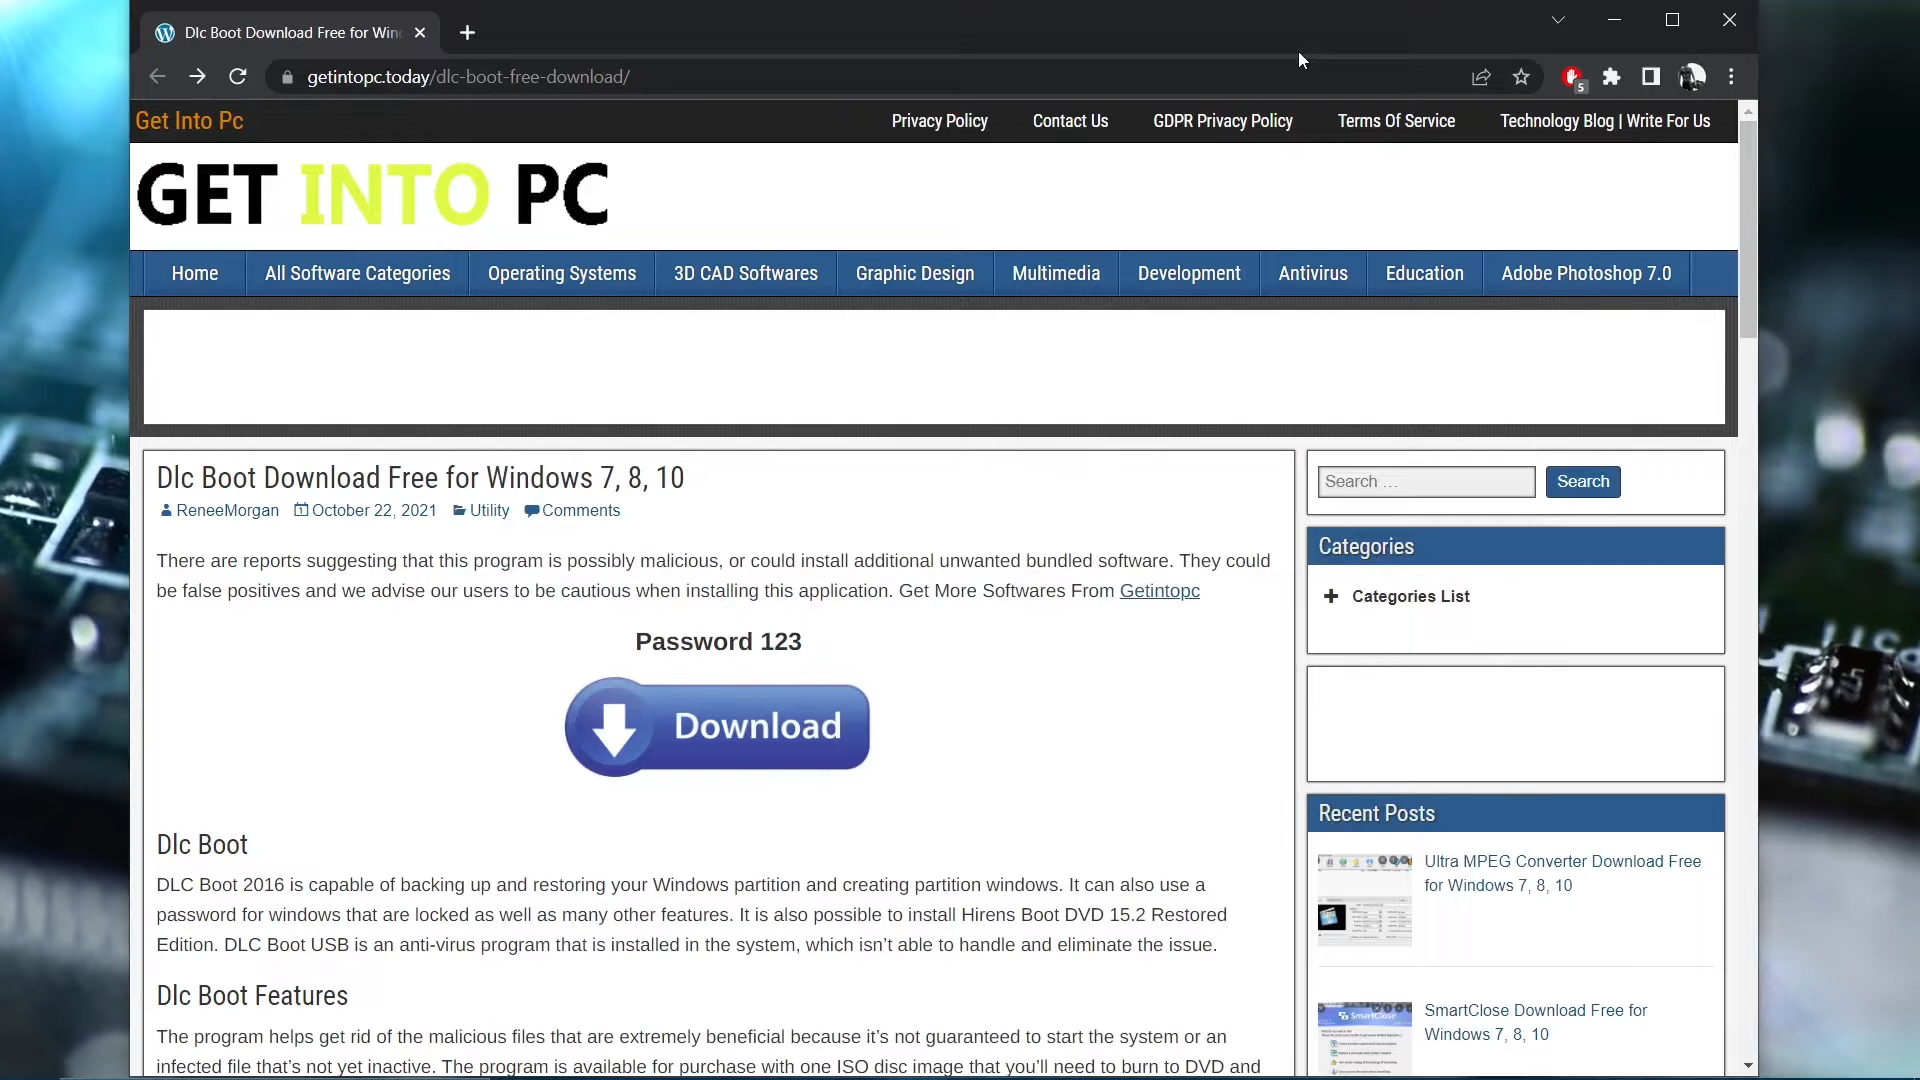 Dlc Boot Download Free for Win
getintopc.today/dlc-boot-free-download/
5
Get Into Pc
Privacy Policy
Contact Us
GDPR Privacy Policy
Terms Of Service
Technology Blog | Write For Us
GET INTO PC
Home
All Software Categories
Operating Systems
3D CAD Softwares
Graphic Design
Multimedia
Development
Antivirus
Education
Adobe Photoshop 7.0
Dlc Boot Download Free for Windows 7, 8, 10
ReneeMorgan October 22, 2021 Utility Comments
There are reports suggesting that this program is possibly malicious, or could install additional unwanted bundled software. They could
be false positives and we advise our users to be cautious when installing this application. Get More Softwares From Getintopc
Password 123
Download
Dlc Boot
DLC Boot 2016 is capable of backing up and restoring your Windows partition and creating partition windows. It can also use a
password for windows that are locked as well as many other features. It is also possible to install Hirens Boot DVD 15.2 Restored
Edition. DLC Boot USB is an anti-virus program that is installed in the system, which isn’t able to handle and eliminate the issue.
Dlc Boot Features
The program helps get rid of the malicious files that are extremely beneficial because it’s not guaranteed to start the system or an
infected file that’s not yet inactive. The program is available for purchase with one ISO disc image that you’ll need to burn to DVD and
Search …
Search
Categories
Categories List
Recent Posts
Ultra MPEG Converter Download Free
for Windows 7, 8, 10
SmartClose
SmartClose Download Free for
Windows 7, 8, 10